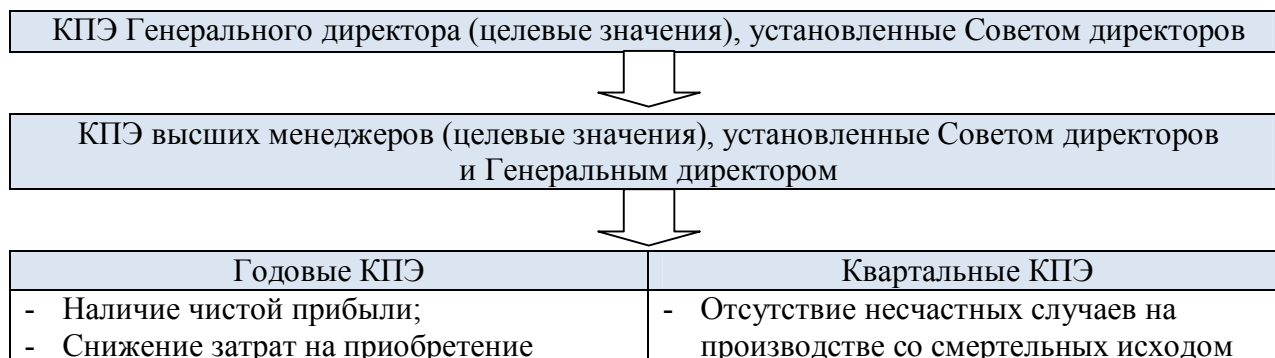 КПЭ Генерального директора (целевые значения), установленные Советом директоров
КПЭ высших менеджеров (целевые значения), установленные Советом директоров
и Генеральным директором
Годовые КПЭ
Квартальные КПЭ
- Наличие чистой прибыли;
- Снижение затрат на приобретение
- Отсутствие несчастных случаев на
производстве со смертельных исходом